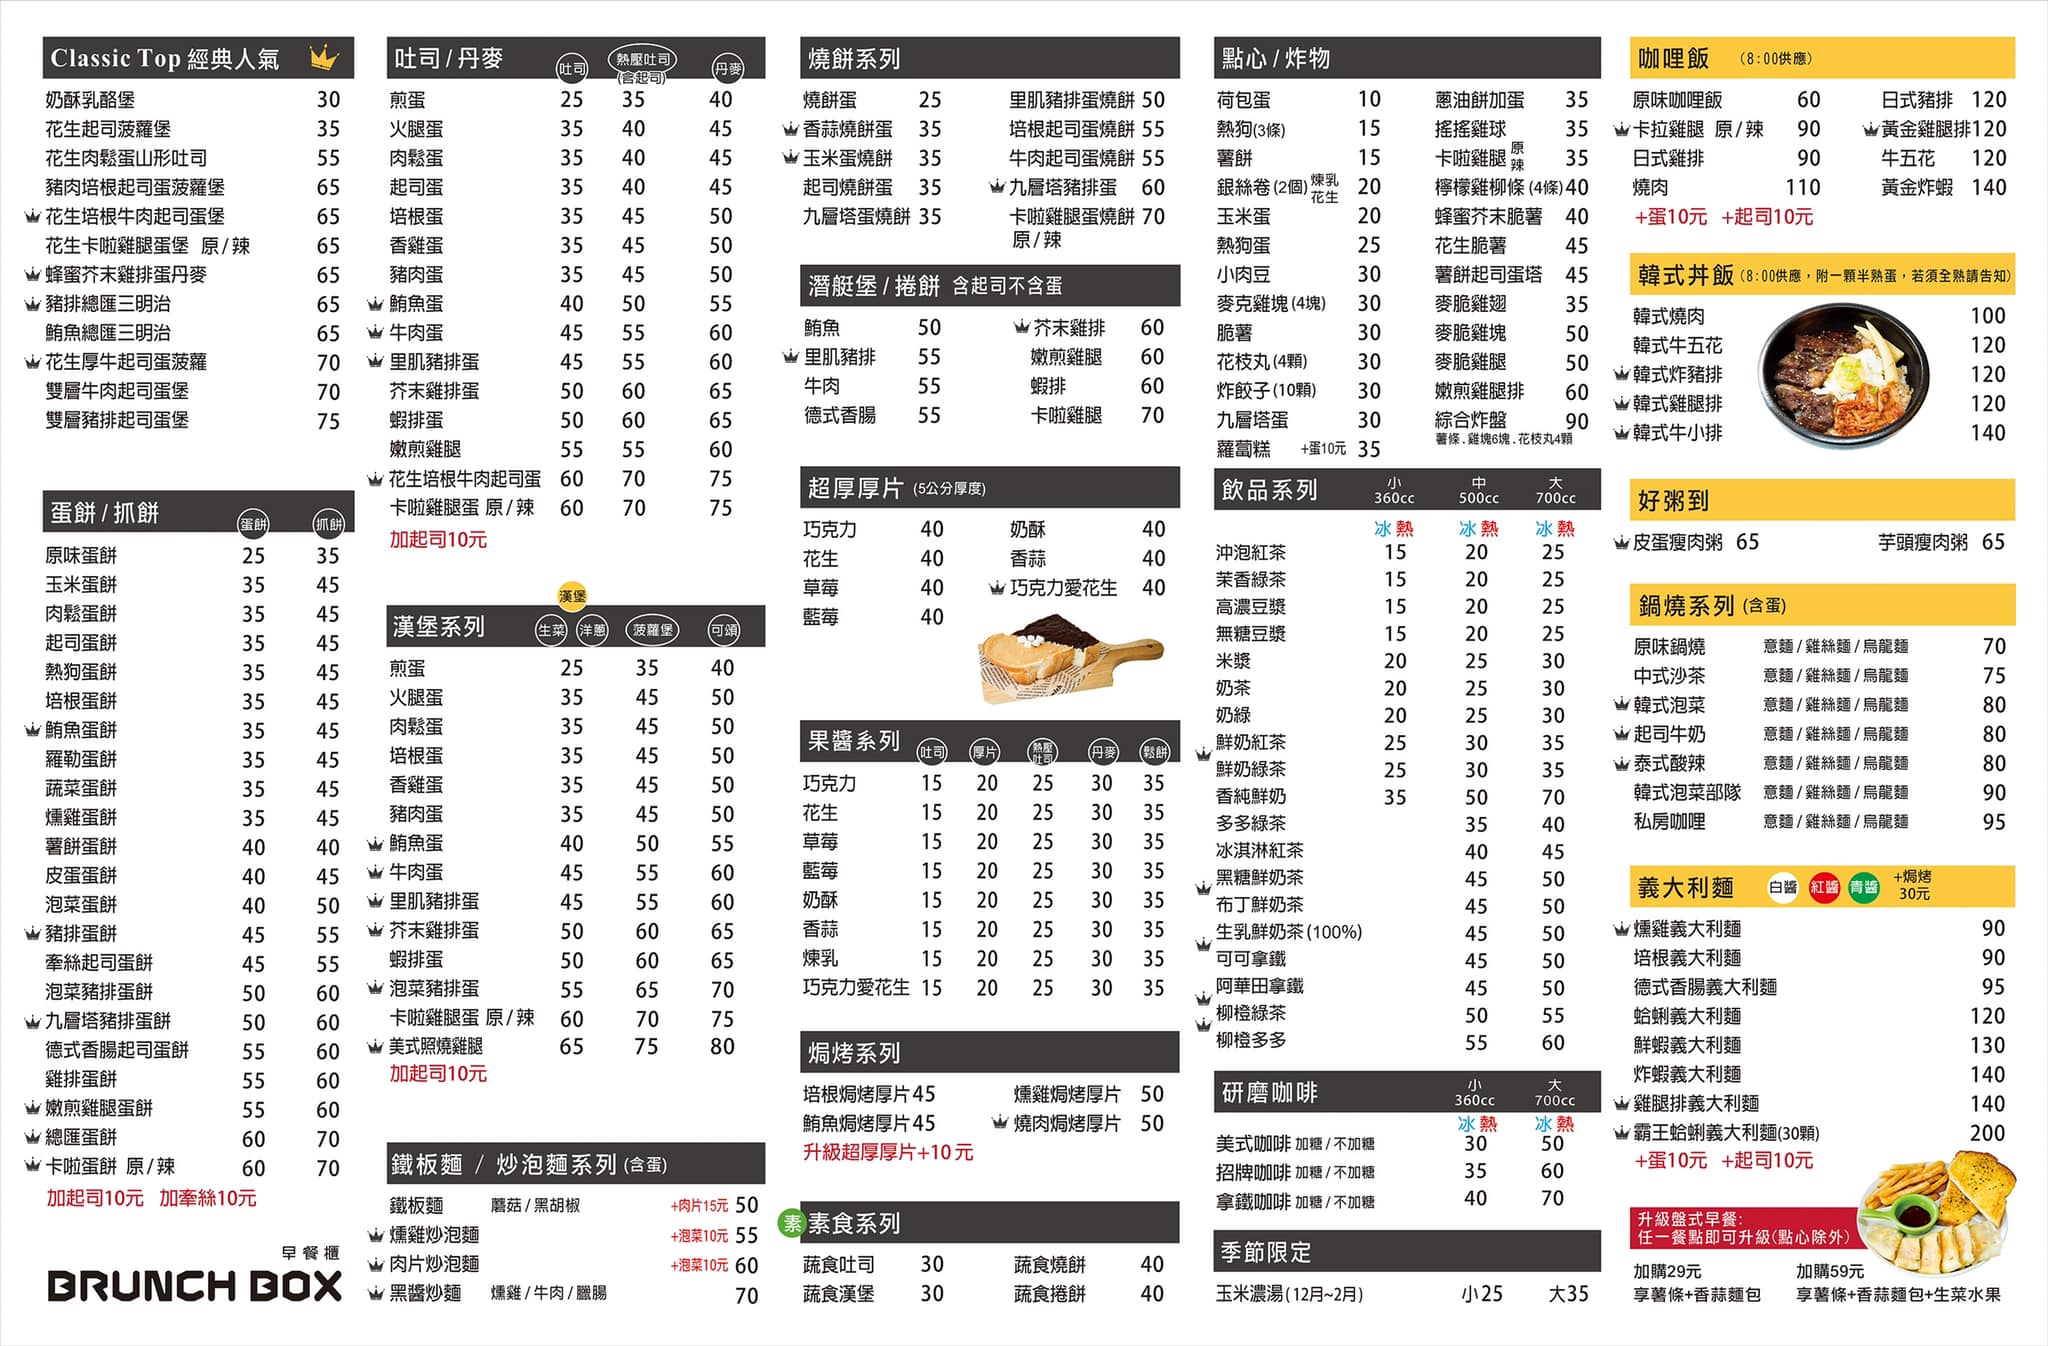 Classic Top 經典人氣
奶酥乳酪堡 30
花生起司菠蘿堡 35
花生肉鬆蛋山形吐司 55
豬肉培根起司蛋菠蘿堡 65
花生培根牛肉起司蛋堡 65
花生卡啦雞腿蛋堡 原/辣 65
蜂蜜芥末雞排蛋丹麥 65
豬排總匯三明治 65
鮪魚總匯三明治 65
花生厚牛起司蛋菠蘿 70
雙層牛肉起司蛋堡 70
雙層豬排起司蛋堡 75
蛋餅/抓餅 蛋餅 抓餅
原味蛋餅 25 35
玉米蛋餅 35 45
肉鬆蛋餅 35 45
起司蛋餅 35 45
熱狗蛋餅 35 45
培根蛋餅 35 45
鮪魚蛋餅 35 45
羅勒蛋餅 35 45
蔬菜蛋餅 35 45
燻雞蛋餅 35 45
薯餅蛋餅 40 40
皮蛋蛋餅 40 45
泡菜蛋餅 40 50
豬排蛋餅 45 55
牽絲起司蛋餅 45 55
泡菜豬排蛋餅 50 60
九層塔豬排蛋餅 50 60
德式香腸起司蛋餅 55 60
雞排蛋餅 55 60
嫩煎雞腿蛋餅 55 60
總匯蛋餅 60 70
卡啦蛋餅 原/辣 60 70
加起司10元 加牽絲10元
早餐櫃
BRUNCH BOX
吐司/丹麥 吐司 熱壓吐司 (含起司) 丹麥
煎蛋 25 35 40
火腿蛋 35 40 45
肉鬆蛋 35 40 45
起司蛋 35 40 45
培根蛋 35 45 50
香雞蛋 35 45 50
豬肉蛋 35 45 50
鮪魚蛋 40 50 55
牛肉蛋 45 55 60
里肌豬排蛋 45 55 60
芥末雞排蛋 50 60 65
蝦排蛋 50 60 65
嫩煎雞腿 55 55 60
花生培根牛肉起司蛋 60 70 75
卡啦雞腿蛋 原/辣 60 70 75
加起司10元
漢堡
漢堡系列 生菜 洋蔥 菠蘿堡 可頌
煎蛋 25 35 40
火腿蛋 35 45 50
肉鬆蛋 35 45 50
培根蛋 35 45 50
香雞蛋 35 45 50
豬肉蛋 35 45 50
鮪魚蛋 40 50 55
牛肉蛋 45 55 60
里肌豬排蛋 45 55 60
芥末雞排蛋 50 60 65
蝦排蛋 50 60 65
泡菜豬排蛋 55 65 70
卡啦雞腿蛋 原/辣 60 70 75
美式照燒雞腿 65 75 80
加起司10元
鐵板麵 / 炒泡麵系列 (含蛋)
鐵板麵 蘑菇/黑胡椒 +肉片15元 50
燻雞炒泡麵 +泡菜10元 55
肉片炒泡麵 +泡菜10元 60
黑醬炒麵 燻雞/牛肉/臘腸 70
燒餅系列
燒餅蛋 25 里肌豬排蛋燒餅 50
香蒜燒餅蛋 35 培根起司蛋燒餅 55
玉米蛋燒餅 35 牛肉起司蛋燒餅 55
起司燒餅蛋 35 九層塔豬排蛋 60
九層塔蛋燒餅 35 卡啦雞腿蛋燒餅 70
原/辣
潛艇堡/捲餅 含起司不含蛋
鮪魚 50 芥末雞排 60
里肌豬排 55 嫩煎雞腿 60
牛肉 55 蝦排 60
德式香腸 55 卡啦雞腿 70
超厚厚片 (5公分厚度)
巧克力 40 奶酥 40
花生 40 香蒜 40
草莓 40 巧克力愛花生 40
藍莓 40
果醬系列 吐司 厚片 熱壓吐司 丹麥 鬆餅
巧克力 15 20 25 30 35
花生 15 20 25 30 35
草莓 15 20 25 30 35
藍莓 15 20 25 30 35
奶酥 15 20 25 30 35
香蒜 15 20 25 30 35
煉乳 15 20 25 30 35
巧克力愛花生 15 20 25 30 35
焗烤系列
培根焗烤厚片45 燻雞焗烤厚片 50
鮪魚焗烤厚片45 燒肉焗烤厚片 50
升級超厚厚片+10元
素 素食系列
蔬食吐司 30 蔬食燒餅 40
蔬食漢堡 30 蔬食捲餅 40
點心/炸物
荷包蛋 10 蔥油餅加蛋 35
熱狗(3條) 15 搖搖雞球 35
薯餅 15 卡啦雞腿 原 辣 35
銀絲卷(2個) 煉乳 花生 20 檸檬雞柳條(4條) 40
玉米蛋 20 蜂蜜芥末脆薯 40
熱狗蛋 25 花生脆薯 45
小肉豆 30 薯餅起司蛋塔 45
麥克雞塊(4塊) 30 麥脆雞翅 35
脆薯 30 麥脆雞塊 50
花枝丸(4顆) 30 麥脆雞腿 50
炸餃子(10顆) 30 嫩煎雞腿排 60
九層塔蛋 30 綜合炸盤 90
蘿蔔糕 +蛋10元 35 薯條.雞塊6塊.花枝丸4顆
飲品系列 小 360cc 中 500cc 大 700cc
冰 熱 冰 熱 冰 熱
沖泡紅茶 15 20 25
茉香綠茶 15 20 25
高濃豆漿 15 20 25
無糖豆漿 15 20 25
米漿 20 25 30
奶茶 20 25 30
奶綠 20 25 30
鮮奶紅茶 25 30 35
鮮奶綠茶 25 30 35
香純鮮奶 35 50 70
多多綠茶 35 40
冰淇淋紅茶 40 45
黑糖鮮奶茶 45 50
布丁鮮奶茶 45 50
生乳鮮奶茶(100%) 45 50
可可拿鐵 45 50
阿華田拿鐵 45 50
柳橙綠茶 50 55
柳橙多多 55 60
研磨咖啡 小 360cc 大 700cc
冰 熱 冰 熱
美式咖啡 加糖/不加糖 30 50
招牌咖啡 加糖/不加糖 35 60
拿鐵咖啡 加糖/不加糖 40 70
季節限定
玉米濃湯(12月~2月) 小25 大35
咖哩飯 (8:00供應)
原味咖哩飯 60 日式豬排 120
卡拉雞腿 原/辣 90 黃金雞腿排120
日式雞排 90 牛五花 120
燒肉 110 黃金炸蝦 140
+蛋10元 +起司10元
韓式丼飯 (8:00供應,附一顆半熟蛋,若須全熟請告知)
韓式燒肉 100
韓式牛五花 120
韓式炸豬排 120
韓式雞腿排 120
韓式牛小排 140
好粥到
皮蛋瘦肉粥 65 芋頭瘦肉粥 65
鍋燒系列 (含蛋)
原味鍋燒 意麵/雞絲麵/烏龍麵 70
中式沙茶 意麵/雞絲麵/烏龍麵 75
韓式泡菜 意麵/雞絲麵/烏龍麵 80
起司牛奶 意麵/雞絲麵/烏龍麵 80
泰式酸辣 意麵/雞絲麵/烏龍麵 80
韓式泡菜部隊 意麵/雞絲麵/烏龍麵 90
私房咖哩 意麵/雞絲麵/烏龍麵 95
義大利麵 白醬 紅醬 青醬 +焗烤 30元
燻雞義大利麵 90
培根義大利麵 90
德式香腸義大利麵 95
蛤蜊義大利麵 120
鮮蝦義大利麵 130
炸蝦義大利麵 140
雞腿排義大利麵 140
霸王蛤蜊義大利麵(30顆) 200
+蛋10元 +起司10元
升級盤式早餐:
任一餐點即可升級(點心除外)
加購29元 加購59元
享薯條+香蒜麵包 享薯條+香蒜麵包+生菜水果